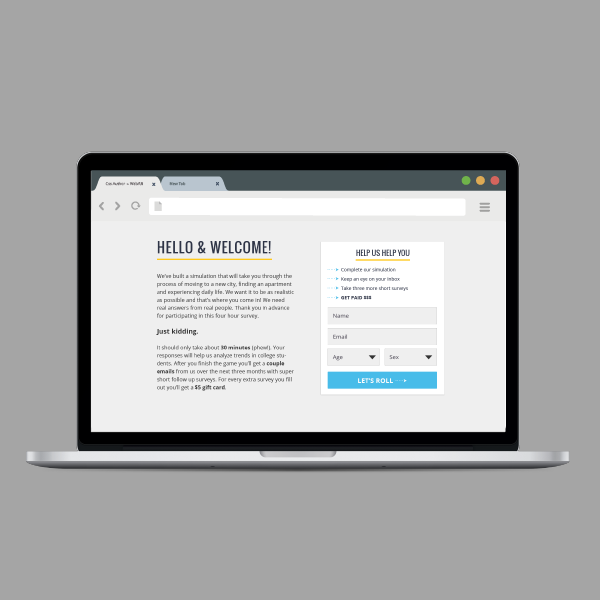 New Tab
HELLO & WELCOME!
We've built a simulation that will take you through the
process of moving to a new city, finding an apartment
and experiencing daily life. We want it to be as realistic
as possible and that's where you come in! We need
real answers from real people. Thank you in advance
for participating in this four hour survey.
Just kidding.
It should only take about 30 minutes (phew!). Your
responses will help us analyze trends in college stu-
dents. After you finish the game you'll get a couple
emails from us over the next three months with super
short follow up surveys. For every extra survey you fill
out you'll get a $5 gift card.
HELP US HELP YOU
Complete our simulation
Keep an eye on your inbox
Take three more short surveys
GET PAID $$$
Name
Email
Age Sex
LET'S ROLL